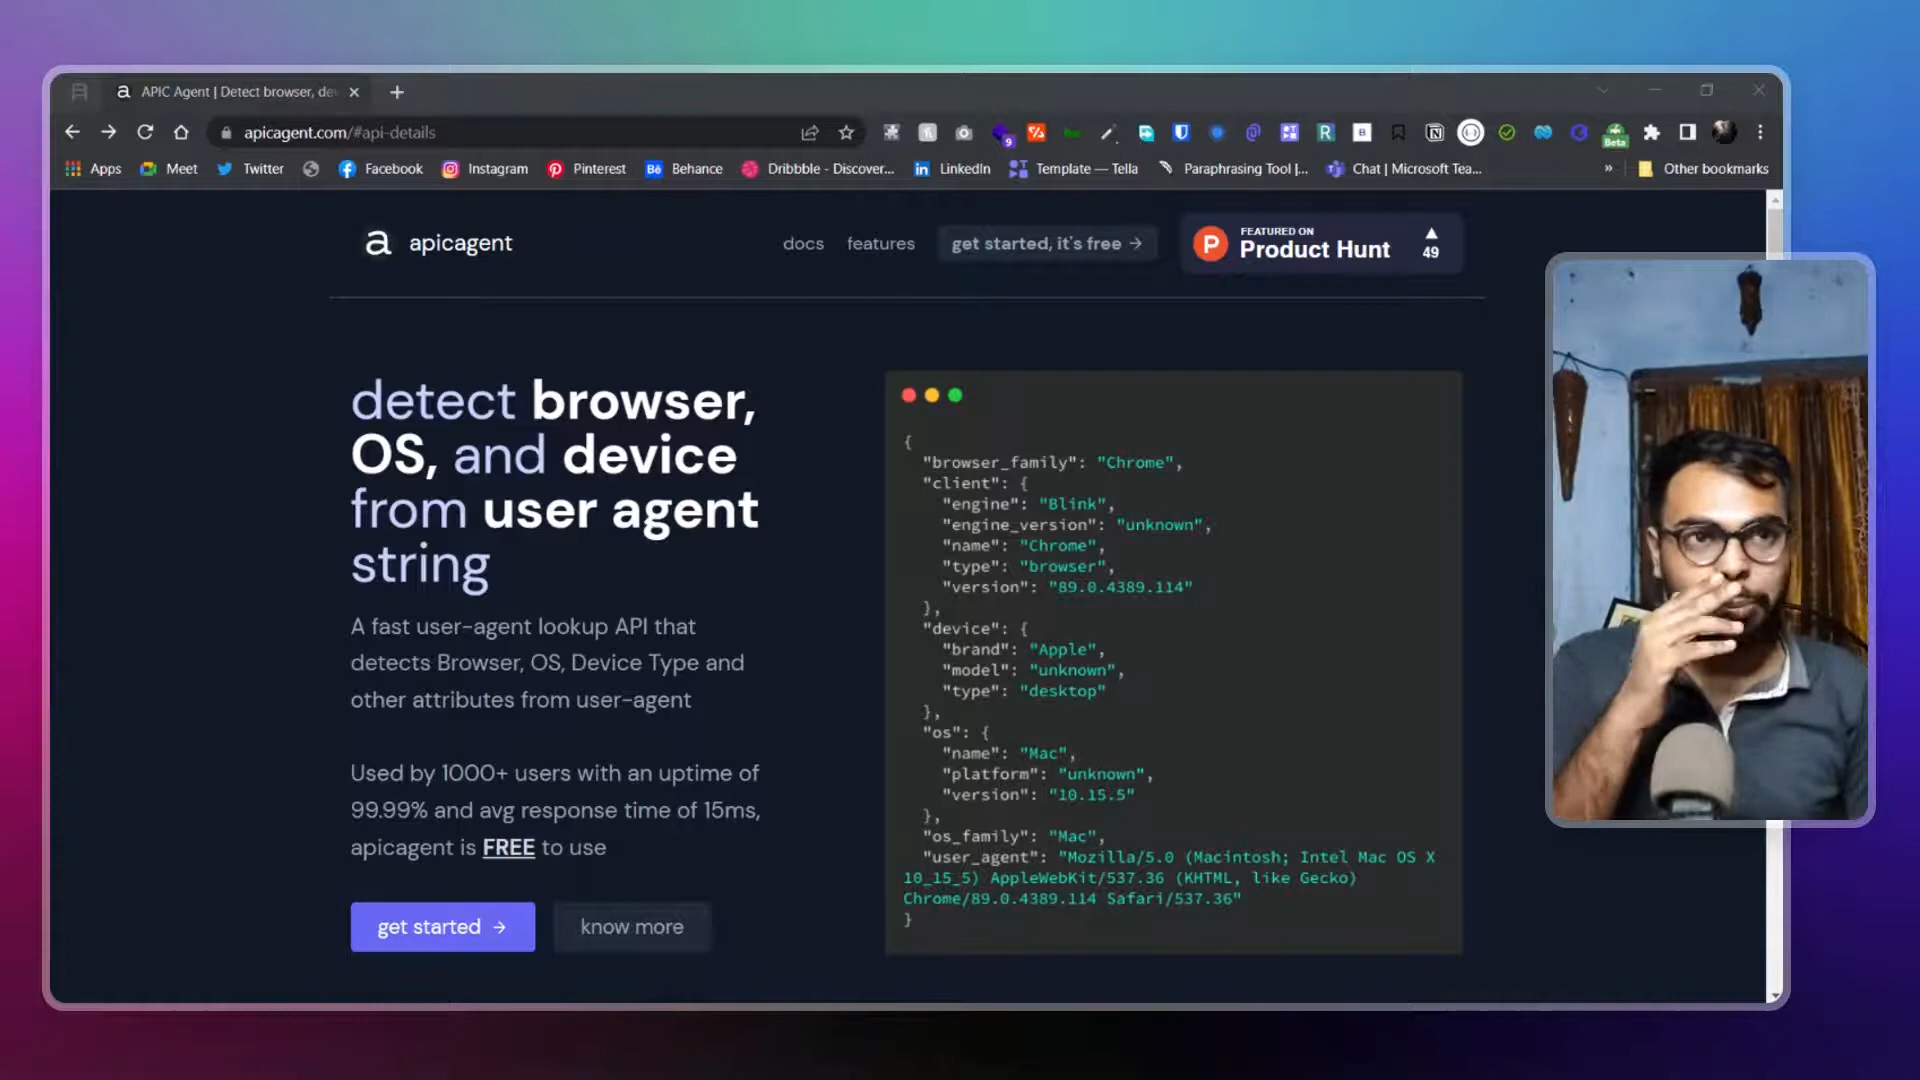 APIC Agent | Detect browser, dev
apicagent.com/#api-details
9
R
B
N
Beta
Apps
Meet
Twitter
Facebook
Instagram
Pinterest
Bē
Behance
Dribbble - Discover...
in
LinkedIn
Template — Tella
Paraphrasing Tool |...
Chat | Microsoft Tea...
»
Other bookmarks
a apicagent
docs
features
get started, it's free →
P
FEATURED ON
Product Hunt
▲
49
detect browser,
OS, and device
from user agent
string
A fast user-agent lookup API that
detects Browser, OS, Device Type and
other attributes from user-agent
Used by 1000+ users with an uptime of
99.99% and avg response time of 15ms,
apicagent is FREE to use
get started →
know more
{
"browser_family": "Chrome",
"client": {
"engine": "Blink",
"engine_version": "unknown",
"name": "Chrome",
"type": "browser",
"version": "89.0.4389.114"
},
"device": {
"brand": "Apple",
"model": "unknown",
"type": "desktop"
},
"os": {
"name": "Mac",
"platform": "unknown",
"version": "10.15.5"
},
"os_family": "Mac",
"user_agent": "Mozilla/5.0 (Macintosh; Intel Mac OS X
10_15_5) AppleWebKit/537.36 (KHTML, like Gecko)
Chrome/89.0.4389.114 Safari/537.36"
}